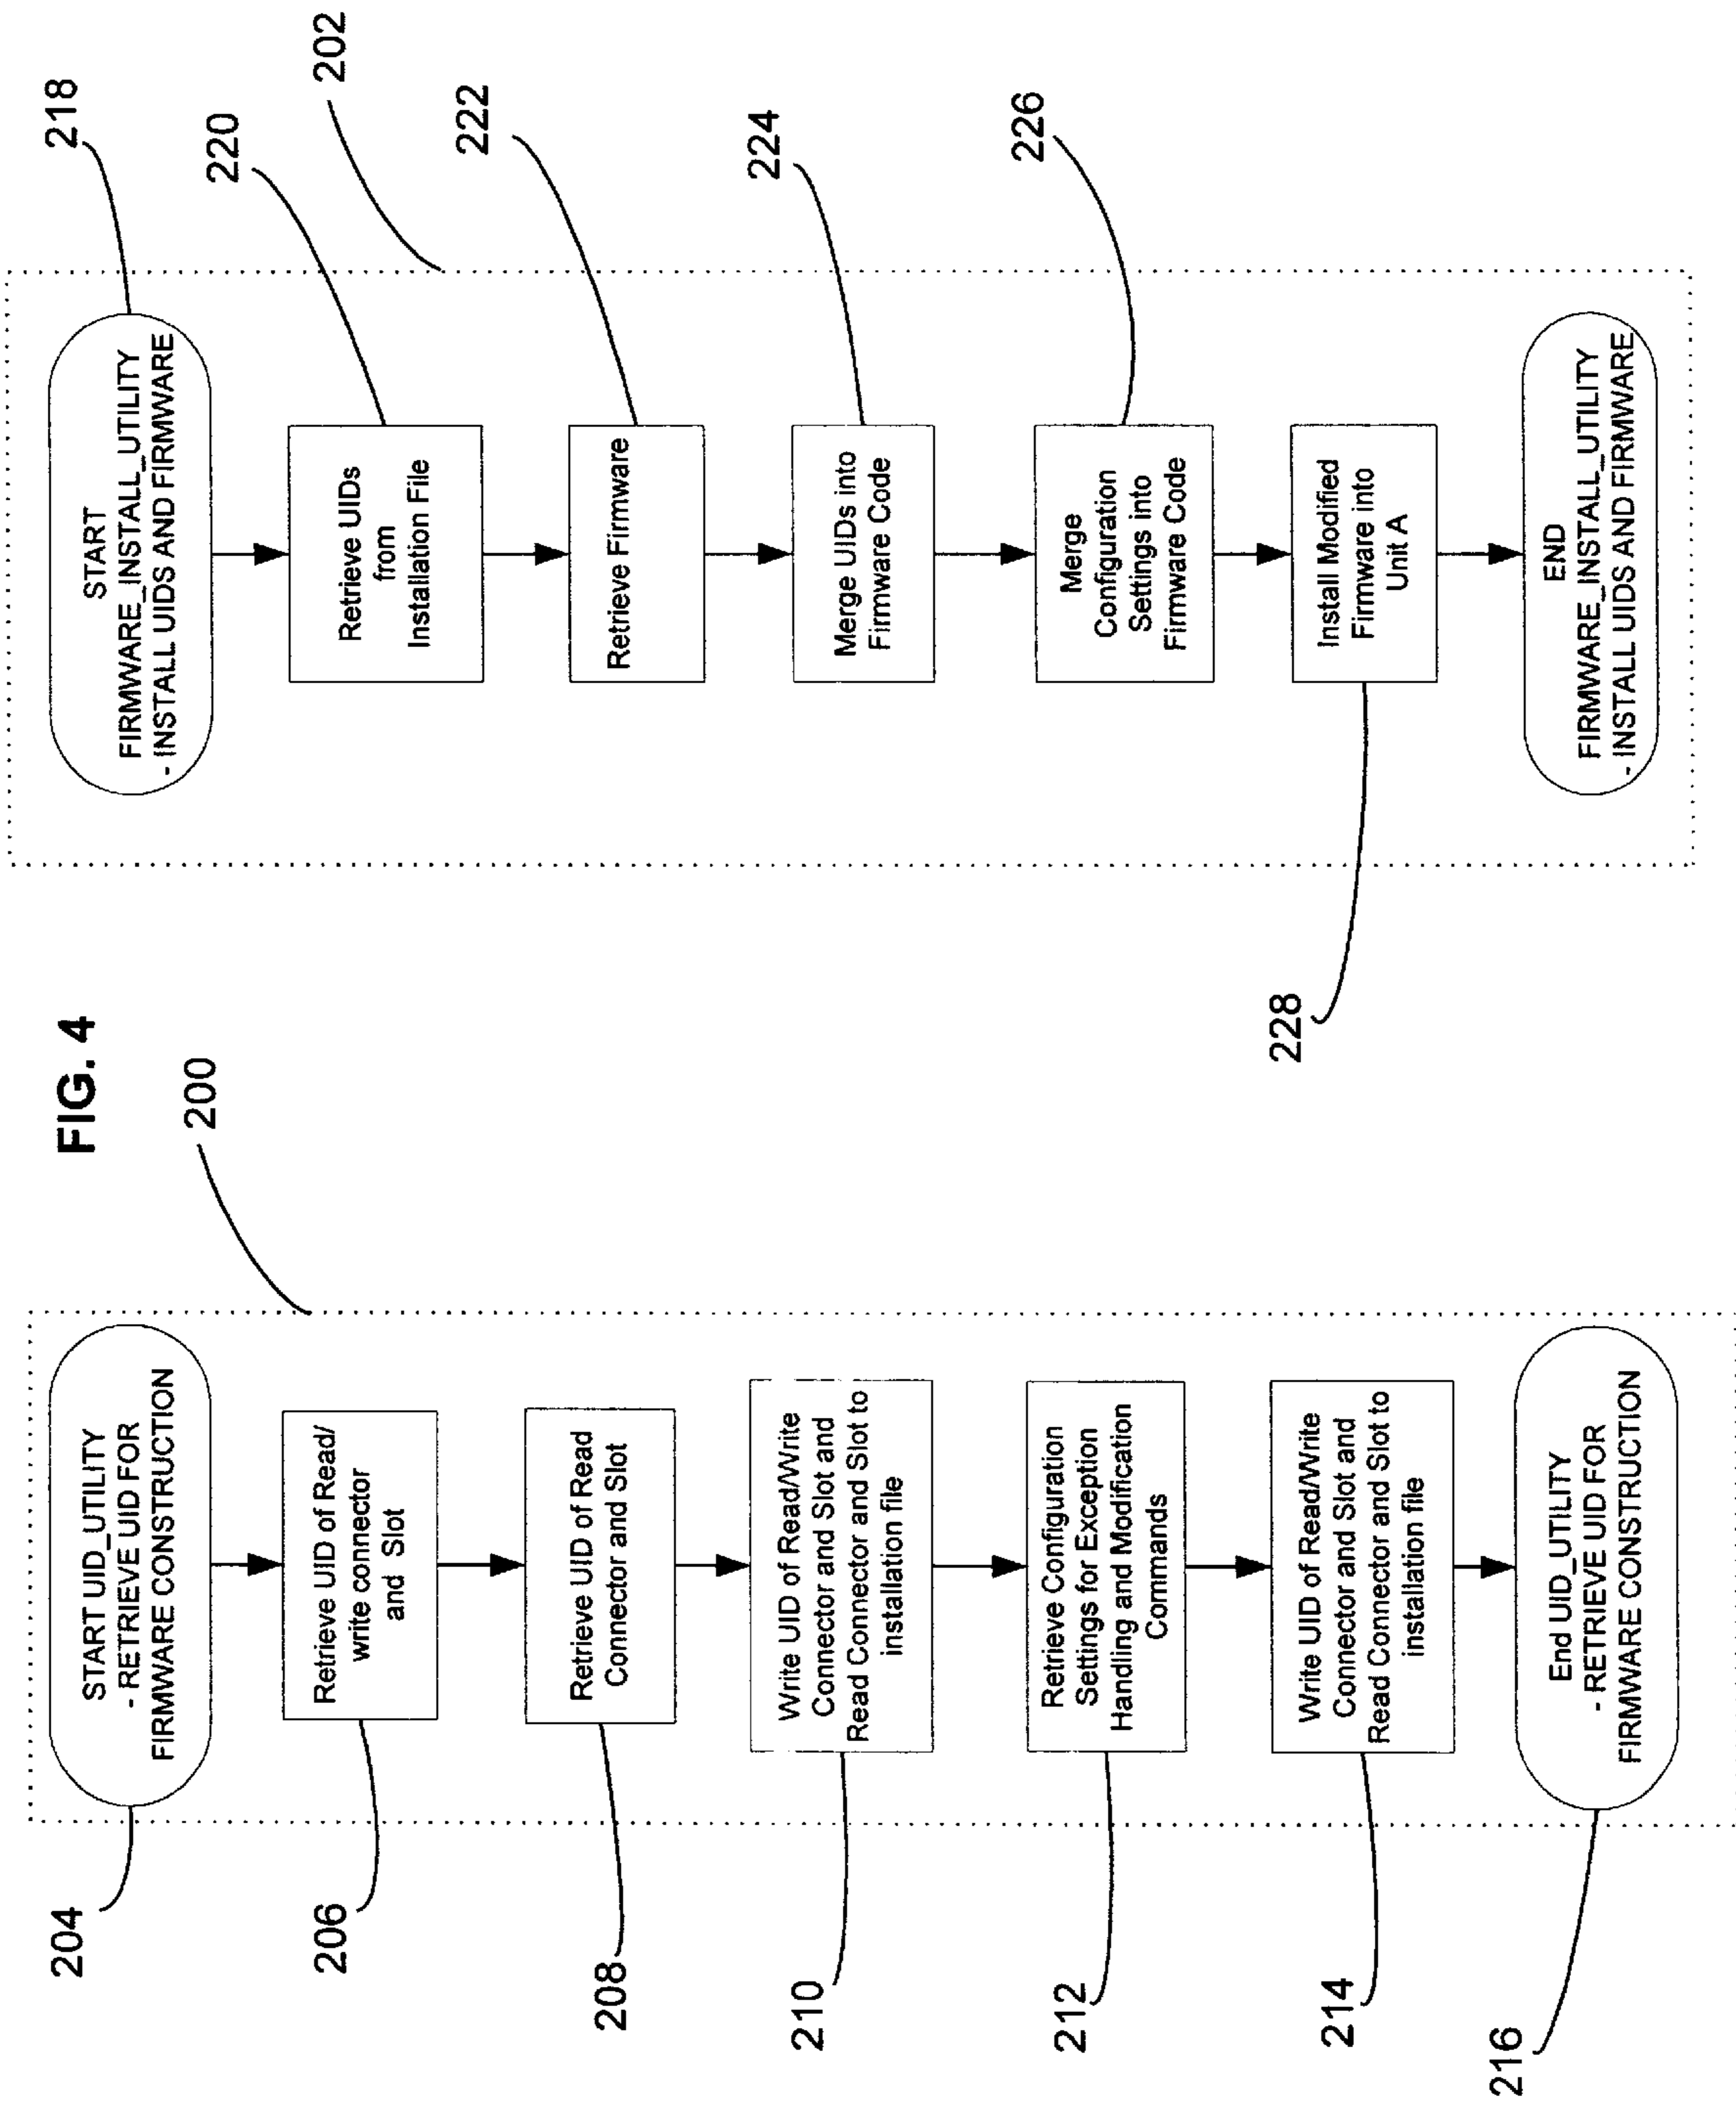 FIG. 4
200
204
START UID_UTILITY
- RETRIEVE UID FOR
FIRMWARE CONSTRUCTION
206
Retrieve UID of Read/
write connector
and Slot
208
Retrieve UID of Read
Connector and Slot
210
Write UID of Read/Write
Connector and Slot and
Read Connector and Slot to
installation file
212
Retrieve Configuration
Settings for Exception
Handling and Modification
Commands
214
Write UID of Read/Write
Connector and Slot and
Read Connector and Slot to
installation file
216
End UID_UTILITY
- RETRIEVE UID FOR
FIRMWARE CONSTRUCTION
202
218
START
FIRMWARE_INSTALL_UTILITY
- INSTALL UIDS AND FIRMWARE
220
Retrieve UIDs
from
Installation File
222
Retrieve Firmware
224
Merge UIDs into
Firmware Code
226
Merge
Configuration
Settings into
Firmware Code
228
Install Modified
Firmware into
Unit A
END
FIRMWARE_INSTALL_UTILITY
- INSTALL UIDS AND FIRMWARE